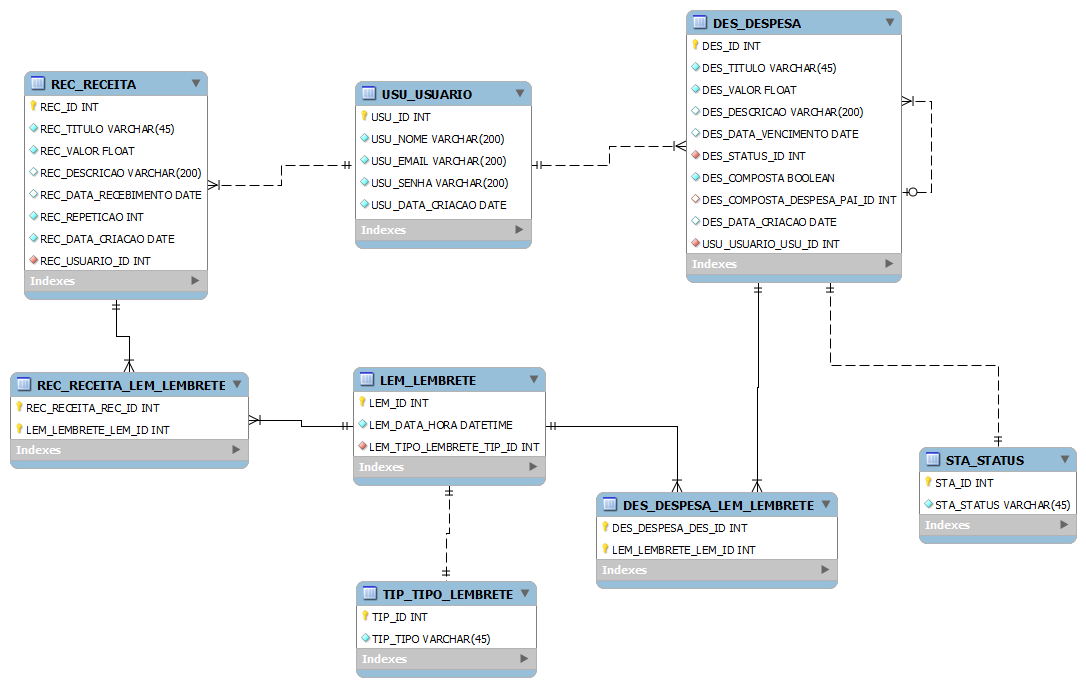 REC_RECEITA
REC_ID INT
REC_TITULO VARCHAR(45)
REC_VALOR FLOAT
REC_DESCRICAO VARCHAR(200)
REC_DATA_RECEBIMENTO DATE
REC_REPETICAO INT
REC_DATA_CRIACAO DATE
REC_USUARIO_ID INT
Indexes
USU_USUARIO
USU_ID INT
USU_NOME VARCHAR(200)
USU_EMAIL VARCHAR(200)
USU_SENHA VARCHAR(200)
USU_DATA_CRIACAO DATE
Indexes
DES_DESPESA
DES_ID INT
DES_TITULO VARCHAR(45)
DES_VALOR FLOAT
DES_DESCRICAO VARCHAR(200)
DES_DATA_VENCIMENTO DATE
DES_STATUS_ID INT
DES_COMPOSTA BOOLEAN
DES_COMPOSTA_DESPESA_PAI_ID INT
DES_DATA_CRIACAO DATE
USU_USUARIO_USU_ID INT
Indexes
REC_RECEITA_LEM_LEMBRETE
REC_RECEITA_REC_ID INT
LEM_LEMBRETE_LEM_ID INT
Indexes
LEM_LEMBRETE
LEM_ID INT
LEM_DATA_HORA DATETIME
LEM_TIPO_LEMBRETE_TIP_ID INT
Indexes
DES_DESPESA_LEM_LEMBRETE
DES_DESPESA_DES_ID INT
LEM_LEMBRETE_LEM_ID INT
Indexes
STA_STATUS
STA_ID INT
STA_STATUS VARCHAR(45)
Indexes
TIP_TIPO_LEMBRETE
TIP_ID INT
TIP_TIPO VARCHAR(45)
Indexes